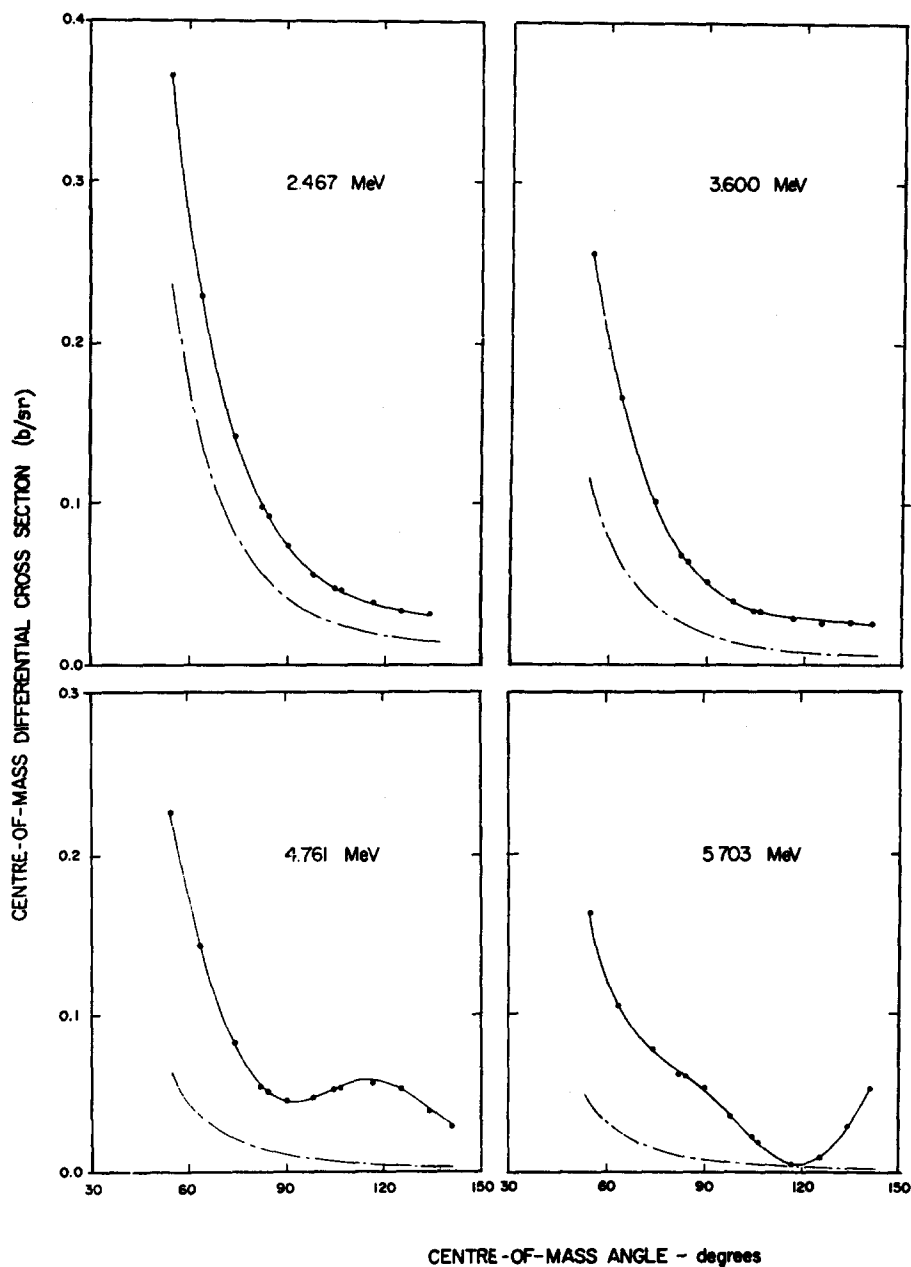 0.4
0.3
0.2
0.1
0.0
2.467 MeV
3.600 MeV
0.3
0.2
0.1
0.0
4.761 MeV
5 703 MeV
30 60 90 120 150
30 60 90 120 150
CENTRE-OF-MASS DIFFERENTIAL CROSS SECTION (b/sr)
CENTRE-OF-MASS ANGLE - degrees